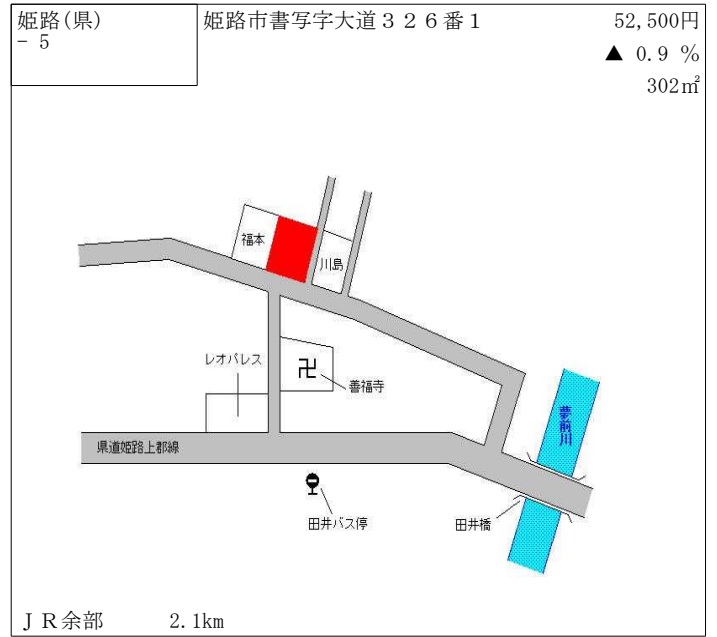 姫路(県) 姫路市書写字大道３２６番1 52,500円
- 5
▲ 0.9 %
302㎡
福本
川島
レオパレス
卍
善福寺
夢前川
県道姫路上郡線
田井バス停
田井橋
ＪＲ余部 2.1km